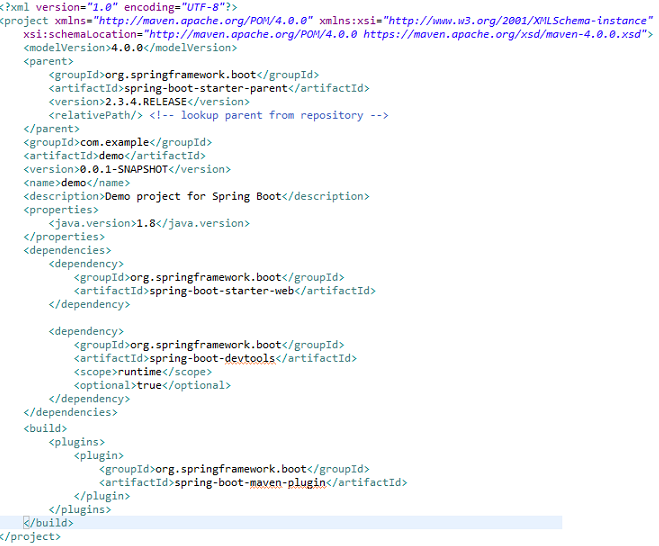 <?xml version="1.0" encoding="UTF-8"?>
<project xmlns="http://maven.apache.org/POM/4.0.0" xmlns:xsi="http://www.w3.org/2001/XMLSchema-instance"
    xsi:schemaLocation="http://maven.apache.org/POM/4.0.0 https://maven.apache.org/xsd/maven-4.0.0.xsd">
    <modelVersion>4.0.0</modelVersion>
    <parent>
        <groupId>org.springframework.boot</groupId>
        <artifactId>spring-boot-starter-parent</artifactId>
        <version>2.3.4.RELEASE</version>
        <relativePath/> <!-- lookup parent from repository -->
    </parent>
    <groupId>com.example</groupId>
    <artifactId>demo</artifactId>
    <version>0.0.1-SNAPSHOT</version>
    <name>demo</name>
    <description>Demo project for Spring Boot</description>
    <properties>
        <java.version>1.8</java.version>
    </properties>
    <dependencies>
        <dependency>
            <groupId>org.springframework.boot</groupId>
            <artifactId>spring-boot-starter-web</artifactId>
        </dependency>

        <dependency>
            <groupId>org.springframework.boot</groupId>
            <artifactId>spring-boot-devtools</artifactId>
            <scope>runtime</scope>
            <optional>true</optional>
        </dependency>
    </dependencies>
    <build>
        <plugins>
            <plugin>
                <groupId>org.springframework.boot</groupId>
                <artifactId>spring-boot-maven-plugin</artifactId>
            </plugin>
        </plugins>
    </build>
</project>